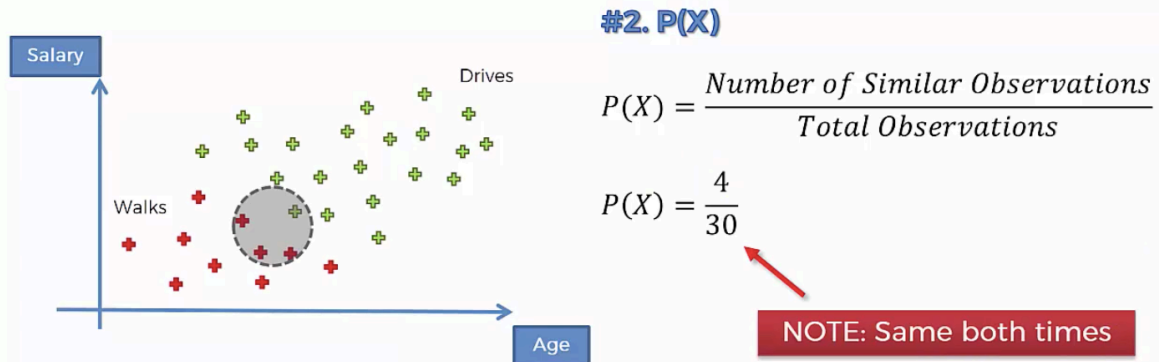 #2. P(X)
Salary
Drives
Walks
Age
P(X) = Number of Similar Observations / Total Observations
P(X) = 4 / 30
NOTE: Same both times